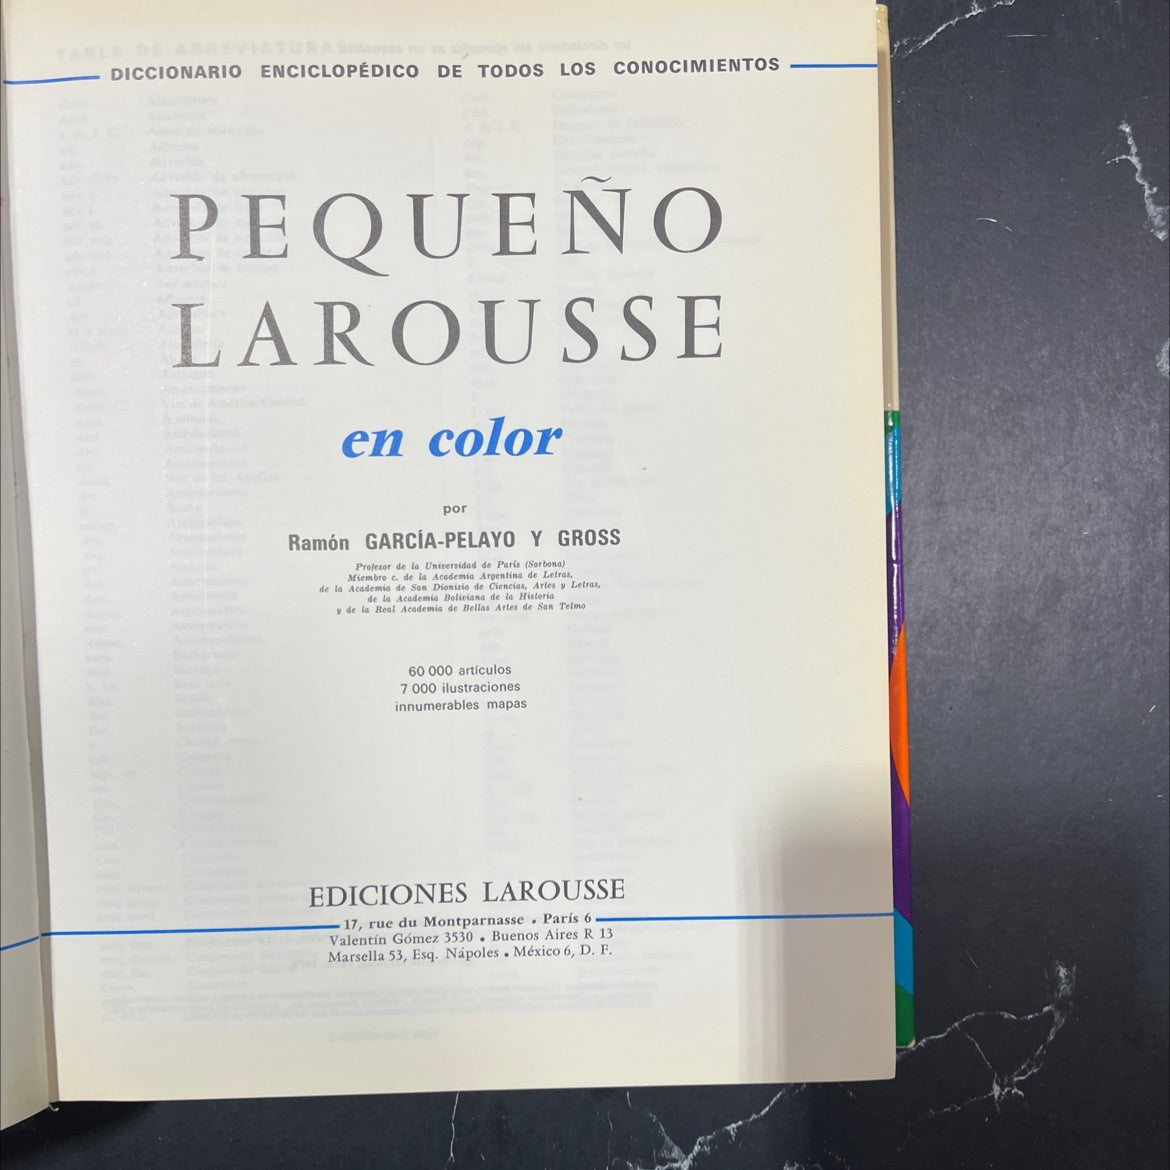 DICCIONARIO ENCICLOPÉDICO DE TODOS LOS CONOCIMIENTOS
PEQUEÑO
LAROUSSE
en color
por
Ramón GARCÍA-PELAYO Y GROSS
Profesor de la Universidad de París (Sorbona)
Miembro c. de la Academia Argentina de Letras,
de la Academia de San Dionisio de Ciencias, Artes y Letras,
de la Academia Boliviana de la Historia
y de la Real Academia de Bellas Artes de San Telmo
60 000 artículos
7 000 ilustraciones
innumerables mapas
EDICIONES LAROUSSE
17, rue du Montparnasse • París 6
Valentín Gómez 3530 • Buenos Aires R 13
Marsella 53, Esq. Nápoles • México 6, D. F.